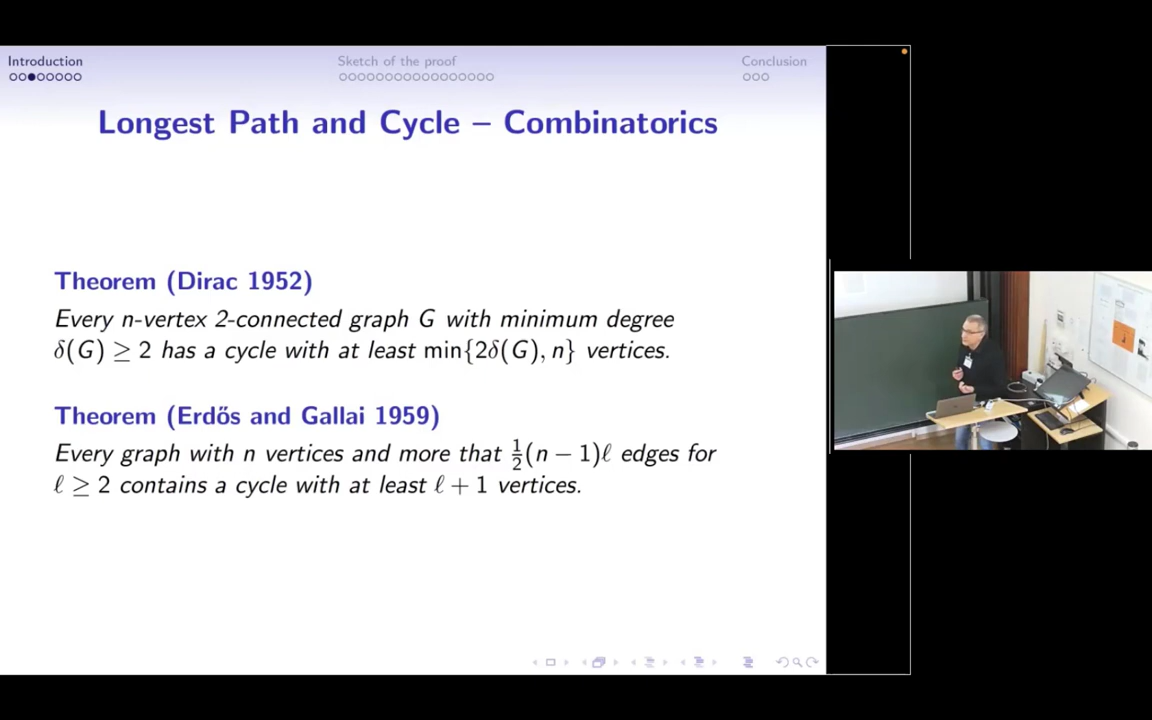 Introduction
Sketch of the proof
Conclusion
Longest Path and Cycle – Combinatorics
Theorem (Dirac 1952)
Every n-vertex 2-connected graph G with minimum degree
δ(G) ≥ 2 has a cycle with at least min{2δ(G), n} vertices.
Theorem (Erdős and Gallai 1959)
Every graph with n vertices and more that ½(n − 1)ℓ edges for
ℓ ≥ 2 contains a cycle with at least ℓ + 1 vertices.